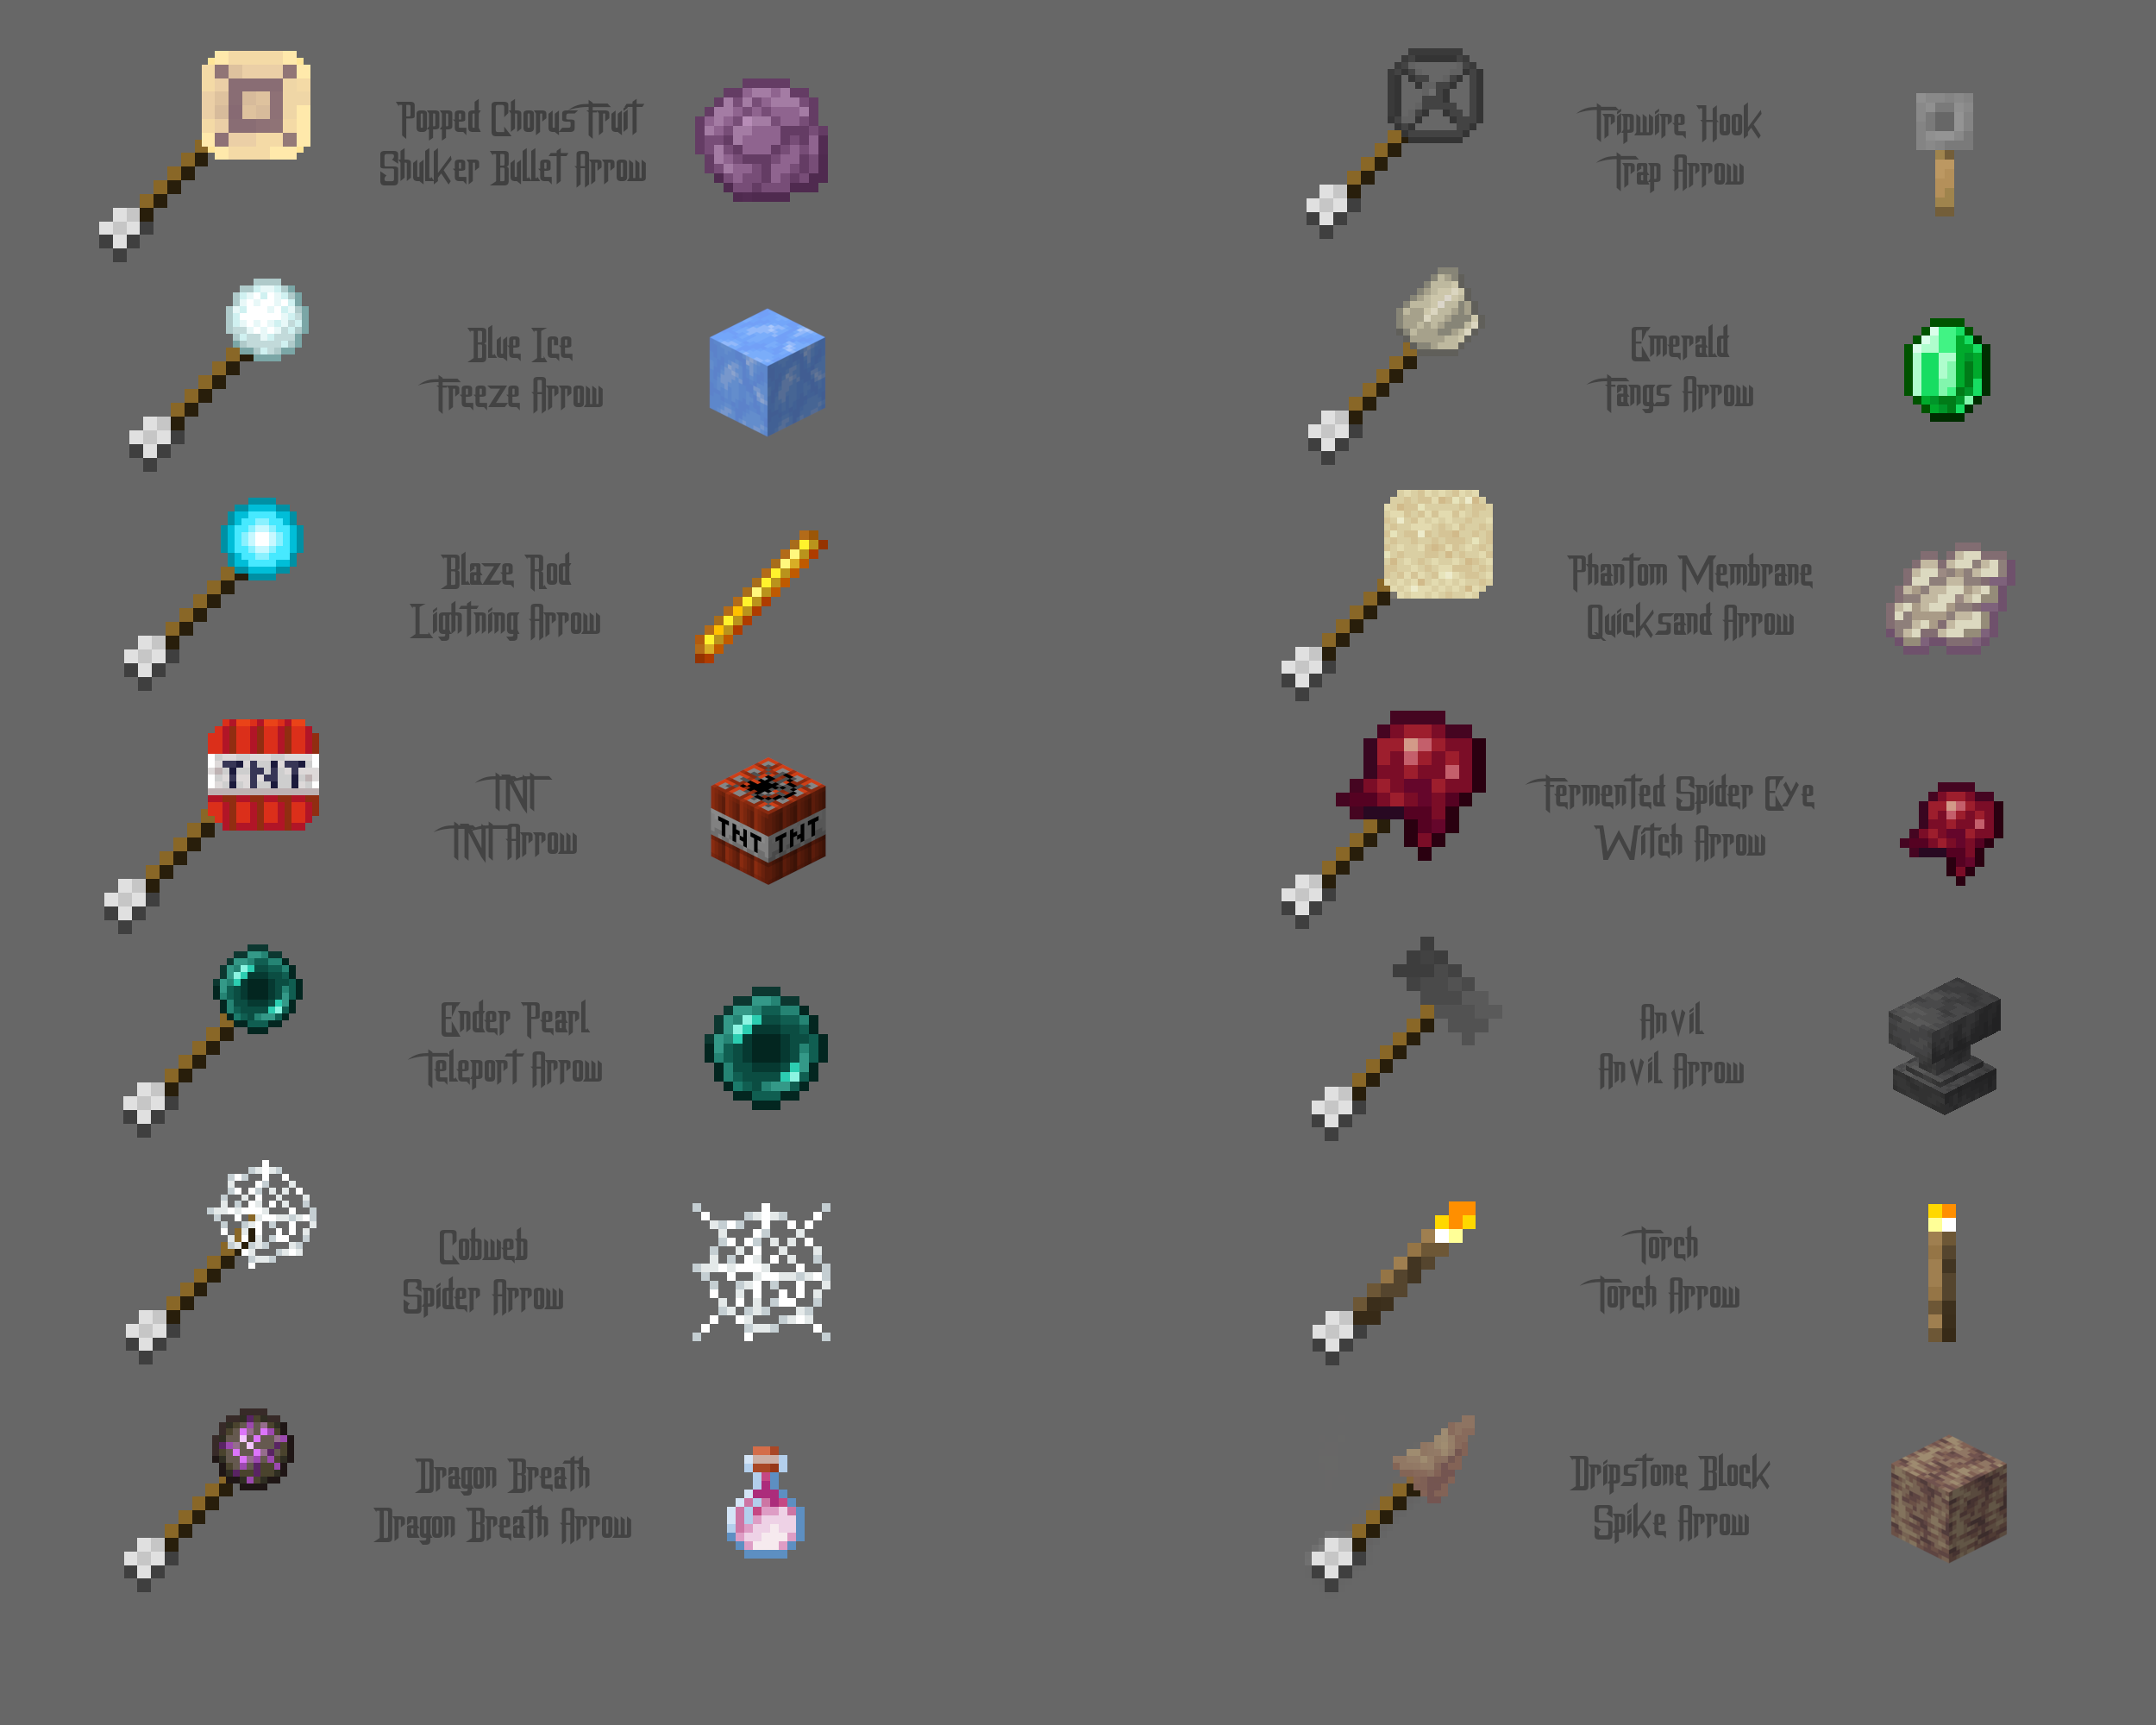 Popped Chorus Fruit
Shulker Bullet Arrow
Blue Ice
Freeze Arrow
Blaze Rod
Lightning Arrow
TNT
TNT
TNT TNT
TNT Arrow
Ender Pearl
Teleport Arrow
Cobweb
Spider Arrow
Dragon Breath
Dragon Breath Arrow
Tripwire Hook
Trap Arrow
Emerald
Fangs Arrow
Phantom Membrane
Quicksand Arrow
Fermented Spider Eye
Witch Arrow
Anvil
Anvil Arrow
Torch
Torch Arrow
Dripstone Block
Spike Arrow